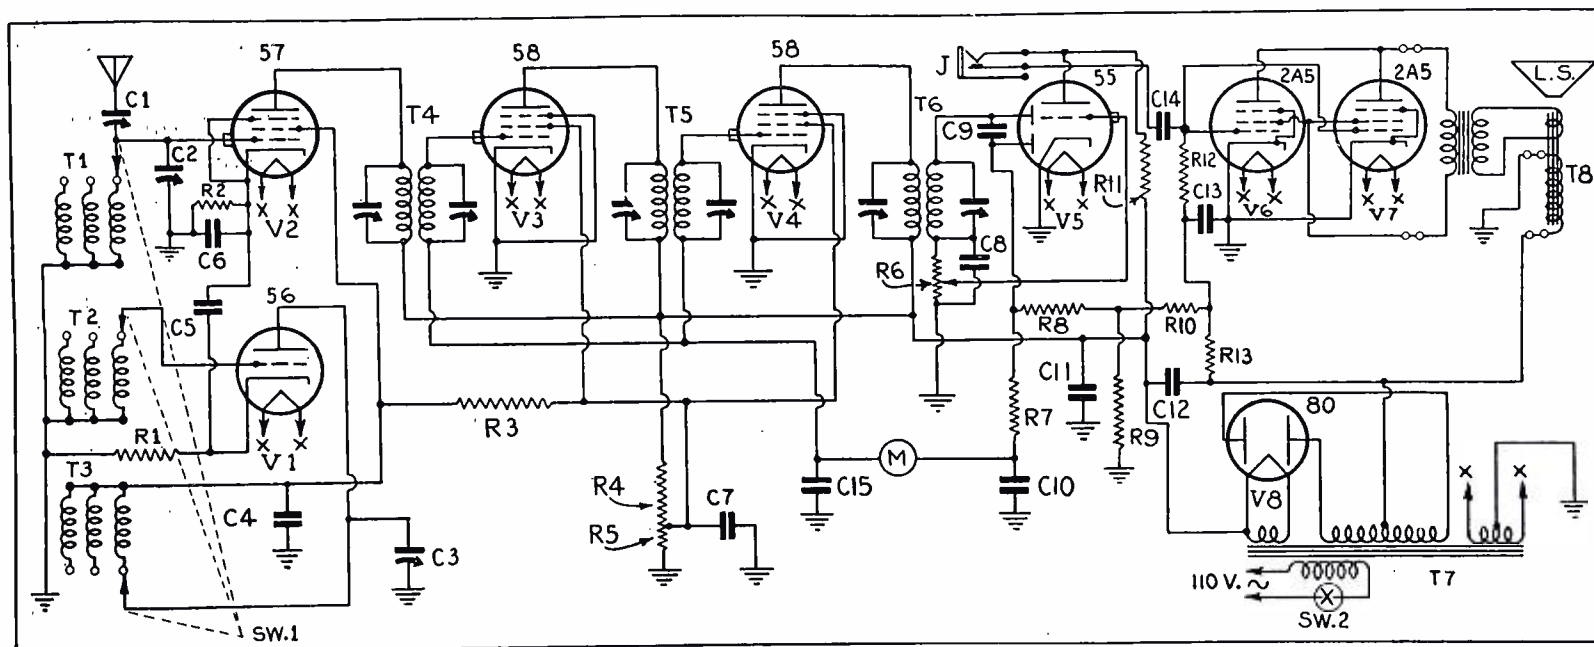 57
58
58
J
55
2A5
2A5
L.S.
C1
C14
T4
T5
T6
C9
C2
T1
R2
R12
R11
C13
T8
V2
V3
V4
V5
V6
V7
C6
C8
R6
56
T2
C5
R8
R10
R13
C11
C12
80
R3
R7
R9
R1
V1
M
T3
R4
C7
C15
C10
V8
X
X
C4
R5
C3
T7
110 V. ~
SW.1
SW.2